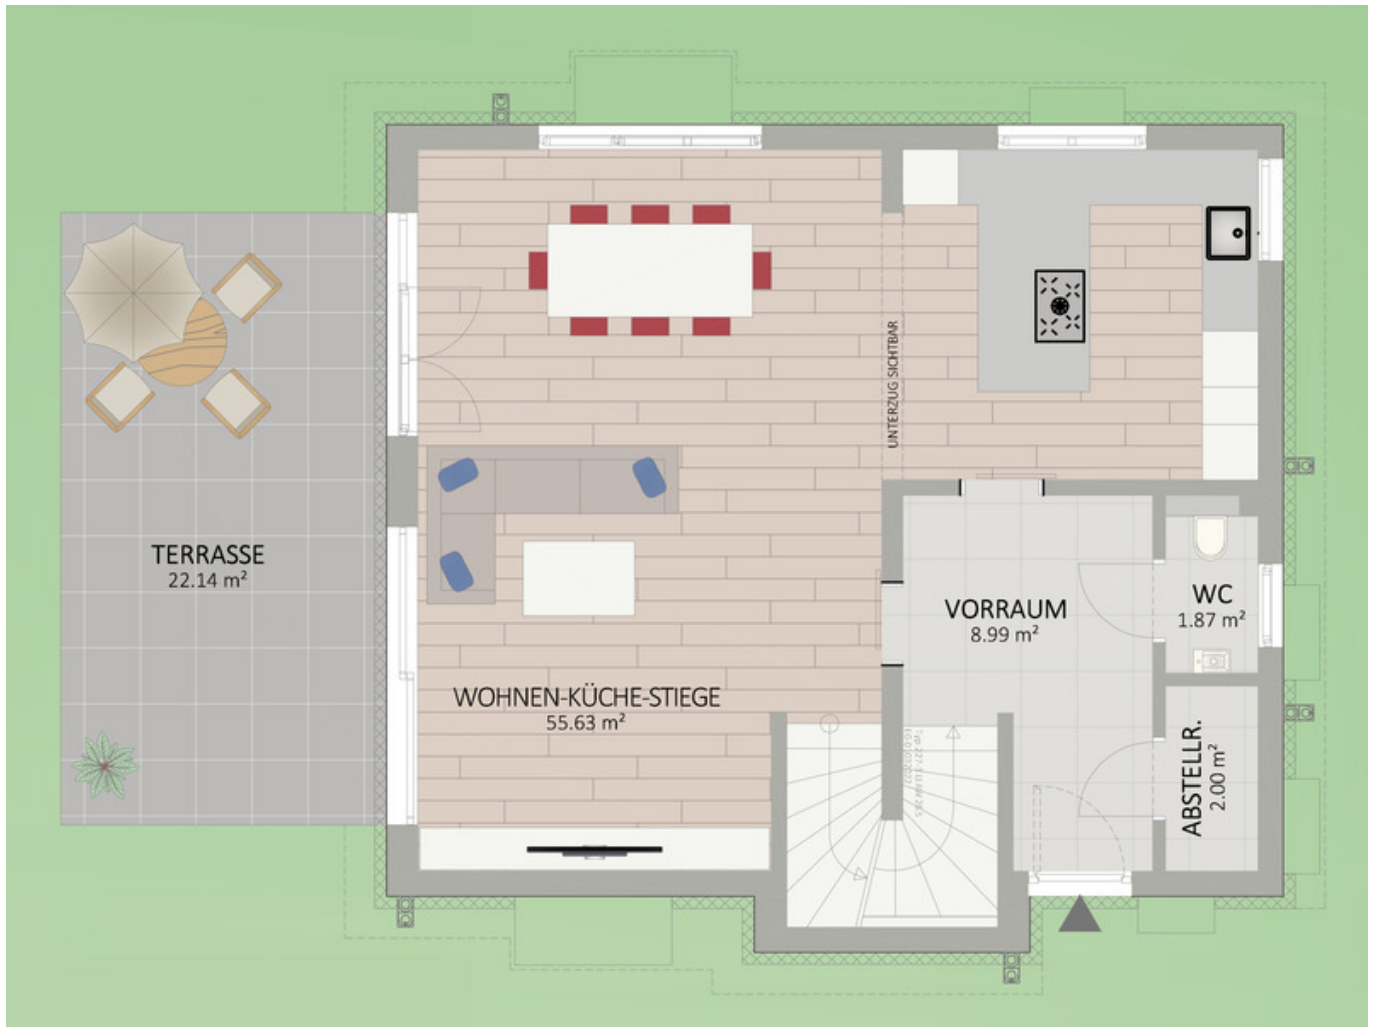 UNTERZUG SICHTBAR
TERRASSE
22.14 m²
VORRAUM
8.99 m²
WC
1.87 m²
WOHNEN-KÜCHE-STIEGE
55.63 m²
ABSTELLR.
2.00 m²